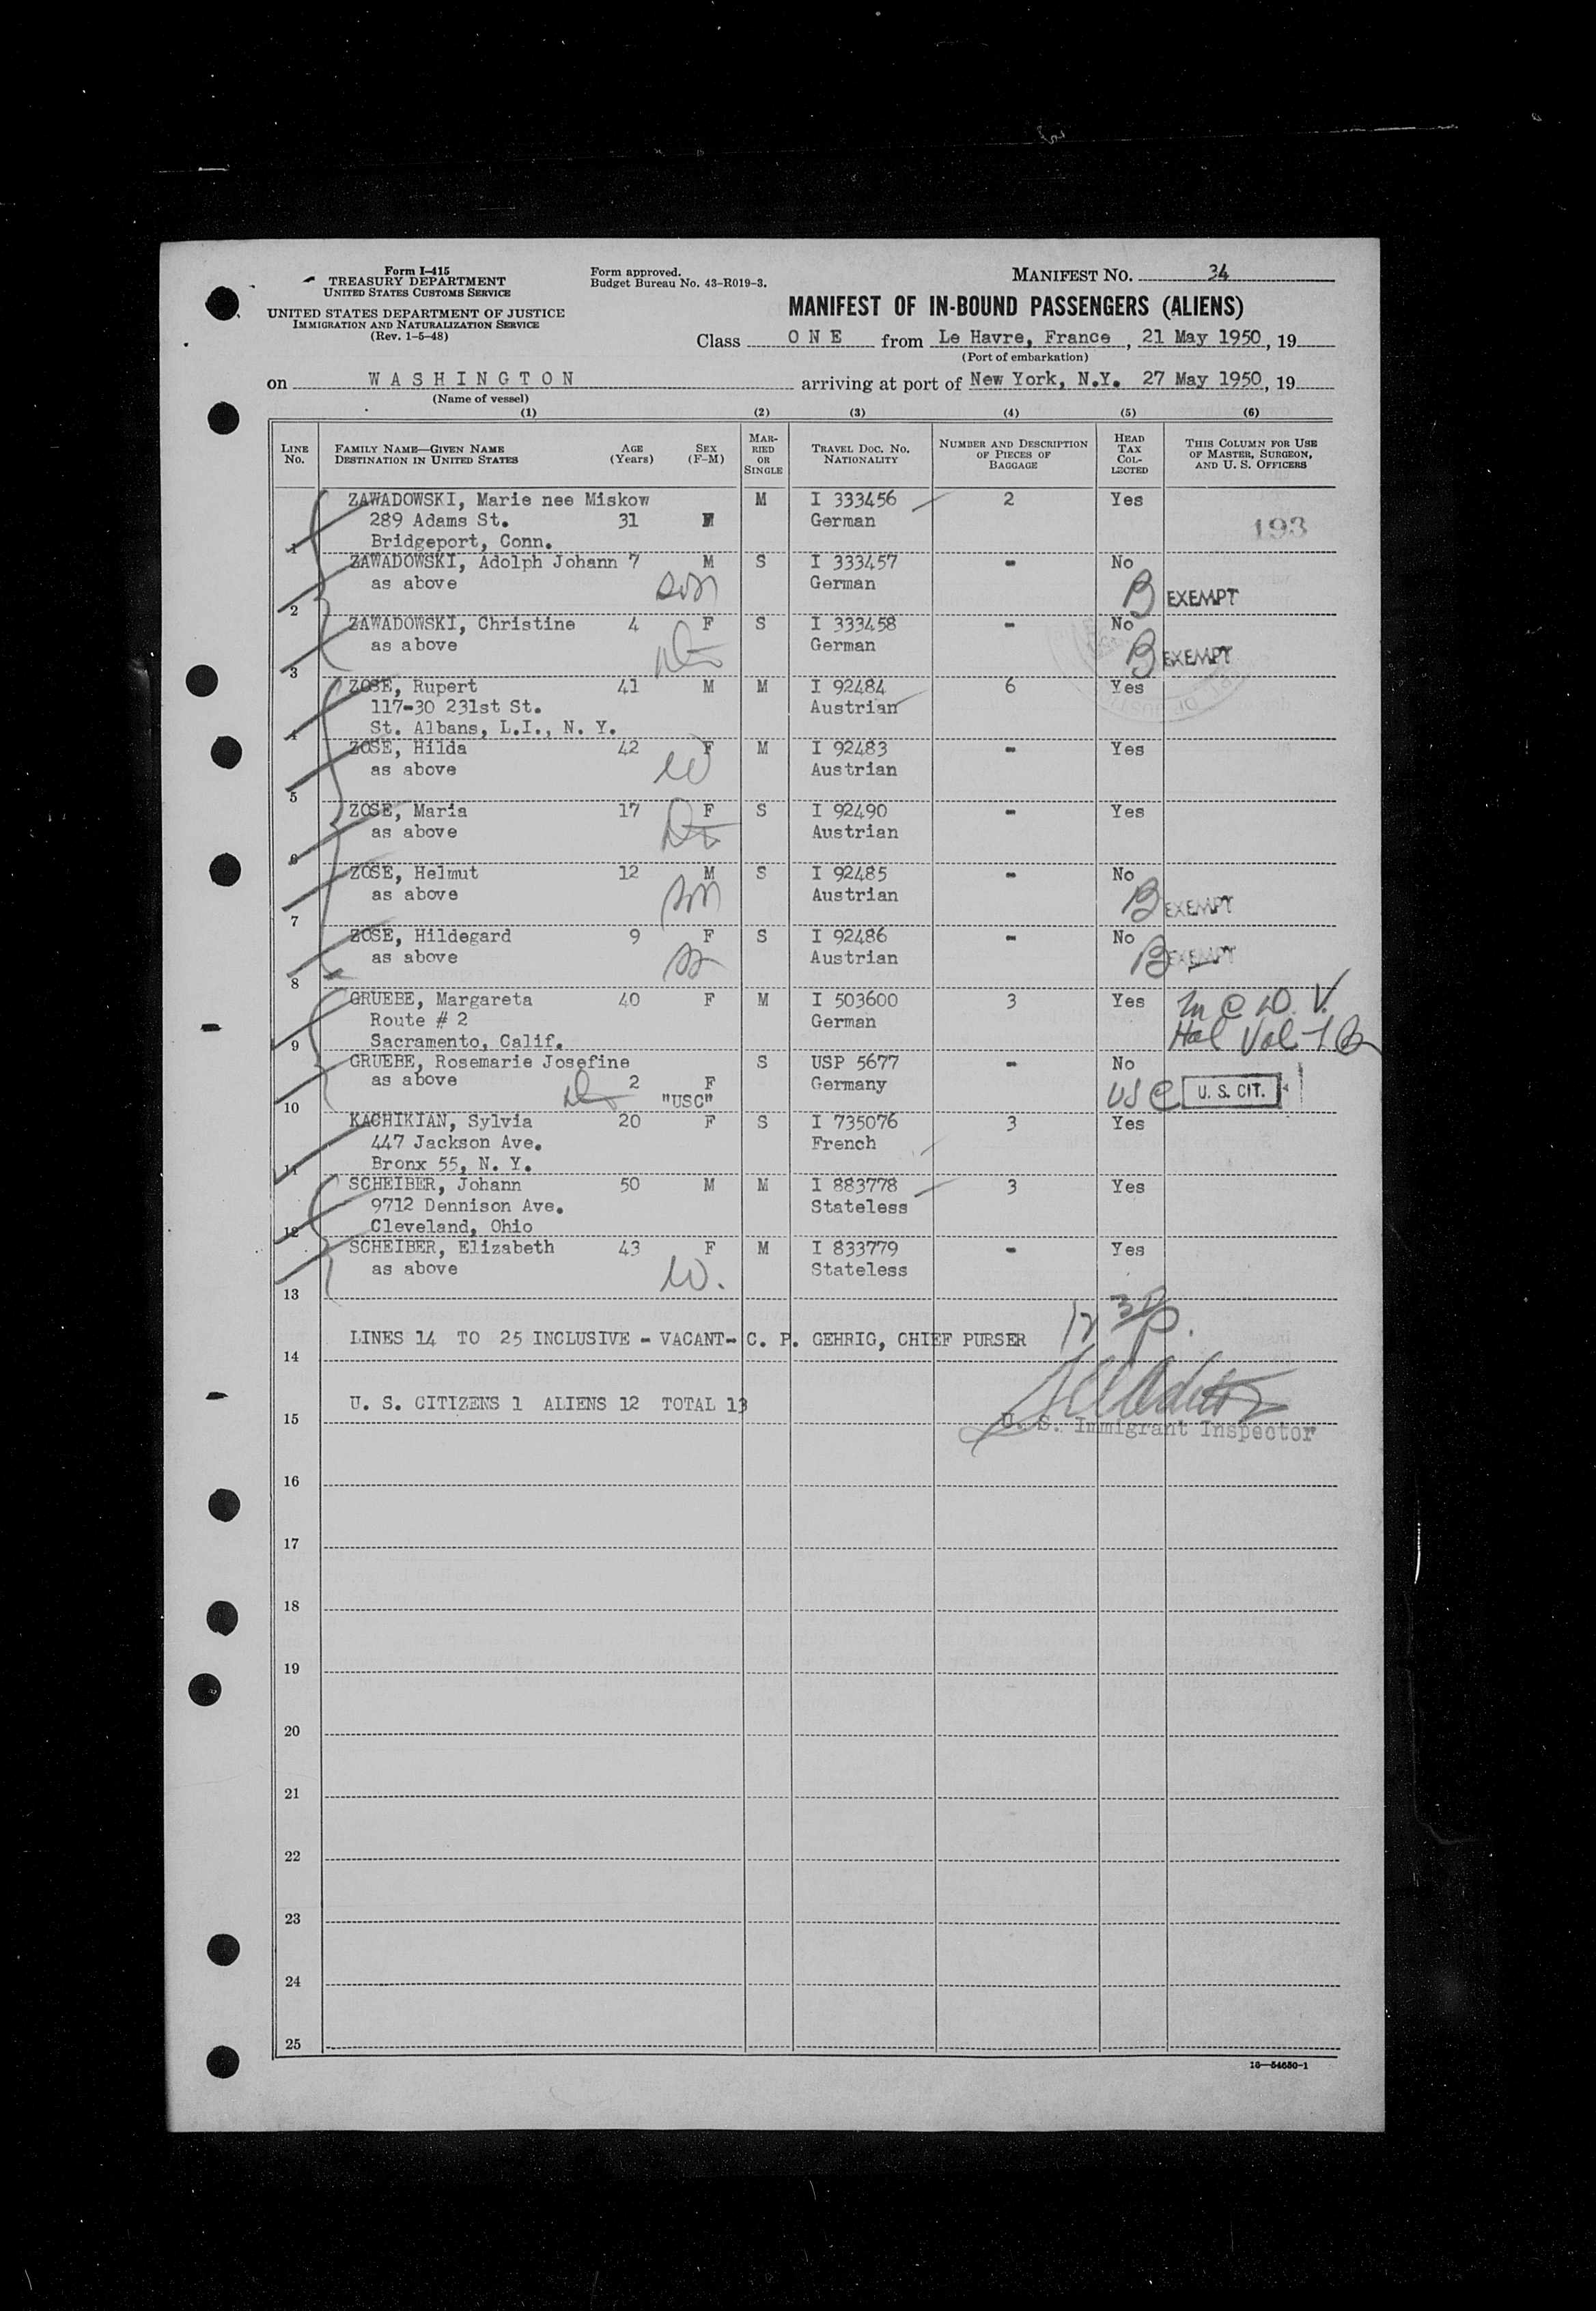 Form I-415
TREASURY DEPARTMENT
UNITED STATES CUSTOMS SERVICE
UNITED STATES DEPARTMENT OF JUSTICE
IMMIGRATION AND NATURALIZATION SERVICE
(Rev. 1-5-48)
Form approved.
Budget Bureau No. 43-R019-3.
MANIFEST NO. 34
MANIFEST OF IN-BOUND PASSENGERS (ALIENS)
Class O N E from Le Havre, France, 21 May 1950, 19
(Port of embarkation)
on W A S H I N G T O N arriving at port of New York, N.Y. 27 May 1950, 19
(Name of vessel)
(1) (2) (3) (4) (5) (6)
LINE NO. FAMILY NAME—GIVEN NAME DESTINATION IN UNITED STATES AGE (Years) SEX (F-M) MARRIED OR SINGLE TRAVEL DOC. NO. NATIONALITY NUMBER AND DESCRIPTION OF PIECES OF BAGGAGE HEAD TAX COLLECTED THIS COLUMN FOR USE OF MASTER, SURGEON, AND U. S. OFFICERS
ZAWADOWSKI, Marie nee Miskow M I 333456 2 Yes
289 Adams St. 31 German 193
1 Bridgeport, Conn.
ZAWADOWSKI, Adolph Johann 7 M S I 333457 - No
as above son German B EXEMPT
2
ZAWADOWSKI, Christine 4 F S I 333458 - No
as above German B EXEMPT
3
ZOSE, Rupert 41 M M I 92484 6 Yes
117-30 231st St. Austrian
4 St. Albans, L.I., N. Y.
ZOSE, Hilda 42 F M I 92483 - Yes
as above W Austrian
5
ZOSE, Maria 17 F S I 92490 - Yes
as above Austrian
6
ZOSE, Helmut 12 M S I 92485 - No
as above Austrian B EXEMPT
7
ZOSE, Hildegard 9 F S I 92486 - No
as above Austrian B EXEMPT
8
GRUEBE, Margareta 40 F M I 503600 3 Yes
Route # 2 German
9 Sacramento, Calif.
GRUEBE, Rosemarie Josefine S USP 5677 - No
as above 2 F Germany USC U. S. CIT.
10 "USC"
KACHIKIAN, Sylvia 20 F S I 735076 3 Yes
447 Jackson Ave. French
11 Bronx 55, N. Y.
SCHEIBER, Johann 50 M M I 883778 3 Yes
9712 Dennison Ave. Stateless
12 Cleveland, Ohio
SCHEIBER, Elizabeth 43 F M I 833779 - Yes
as above W. Stateless
13
LINES 14 TO 25 INCLUSIVE - VACANT- C. P. GEHRIG, CHIEF PURSER
14
U. S. CITIZENS 1 ALIENS 12 TOTAL 13
15
U. S. Immigrant Inspector
16
17
18
19
20
21
22
23
24
25
16—54650-1